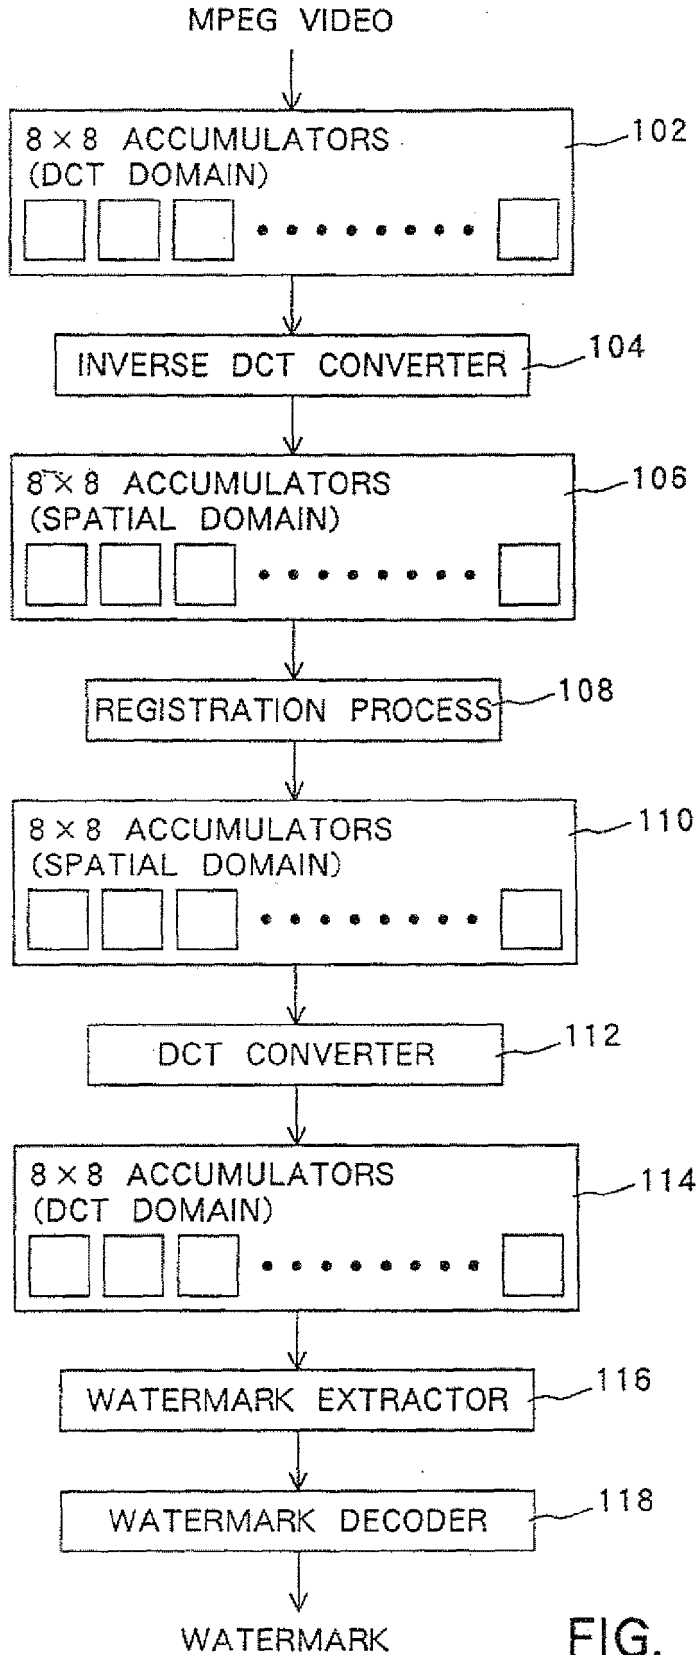 MPEG VIDEO
8 × 8 ACCUMULATORS
(DCT DOMAIN)
102
INVERSE DCT CONVERTER
104
8 × 8 ACCUMULATORS
(SPATIAL DOMAIN)
106
REGISTRATION PROCESS
108
8 × 8 ACCUMULATORS
(SPATIAL DOMAIN)
110
DCT CONVERTER
112
8 × 8 ACCUMULATORS
(DCT DOMAIN)
114
WATERMARK EXTRACTOR
116
WATERMARK DECODER
118
WATERMARK
FIG.